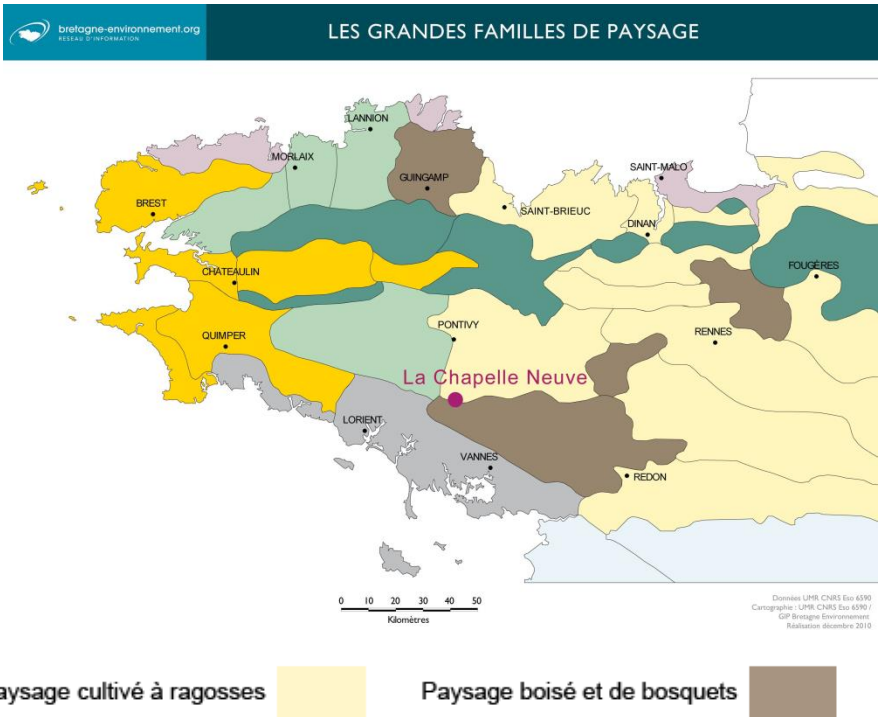 bretagne-environnement.org
RESEAU D'INFORMATION
LES GRANDES FAMILLES DE PAYSAGE
LANNION
MORLAIX
GUINGAMP
SAINT-MALO
BREST
SAINT-BRIEUC
DINAN
CHATEAULIN
FOUGÈRES
QUIMPER
PONTIVY
RENNES
La Chapelle Neuve
LORIENT
VANNES
REDON
0 10 20 30 40 50
Kilomètres
Données UMR CNRS Eso 6590
Cartographie : UMR CNRS Eso 6590 /
GIP Bretagne Environnement
Réalisation décembre 2010
aysage cultivé à ragosses
Paysage boisé et de bosquets